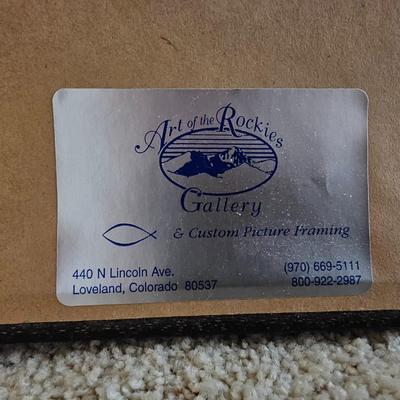 Art of the Rockies
Gallery
& Custom Picture Framing
440 N Lincoln Ave.
Loveland, Colorado 80537
(970) 669-5111
800-922-2987